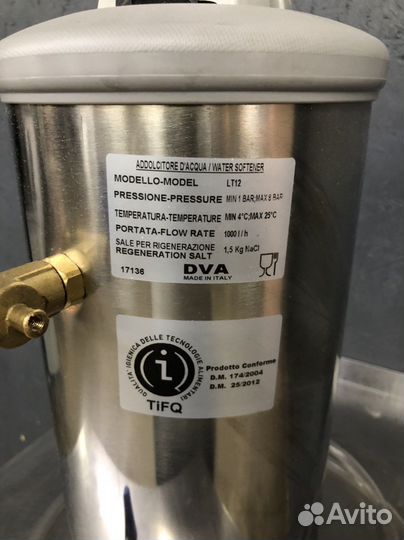 ADDOLCITORE D'ACQUA / WATER SOFTENER
MODELLO-MODEL LT12
PRESSIONE-PRESSURE MIN 1 BAR;MAX 8 BAR
TEMPERATURA-TEMPERATURE MIN 4°C;MAX 25°C
PORTATA-FLOW RATE 1000 l / h
SALE PER RIGENERAZIONE
REGENERATION SALT 1,5 Kg NaCl
17136 DVA
MADE IN ITALY
QUALITA' IGIENICA DELLE TECNOLOGIE ALIMENTARI
TiFQ
Prodotto Conforme
D.M. 174/2004
D.M. 25/2012
Avito